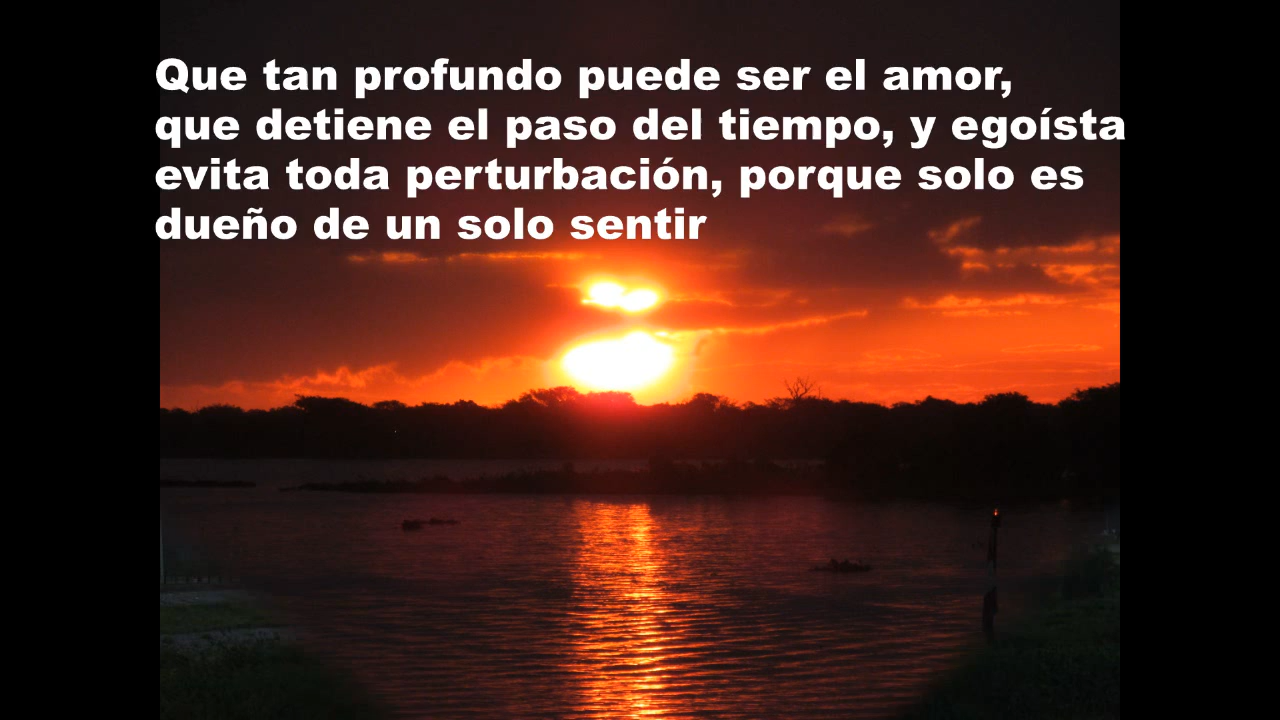 Que tan profundo puede ser el amor,
que detiene el paso del tiempo, y egoísta
evita toda perturbación, porque solo es
dueño de un solo sentir